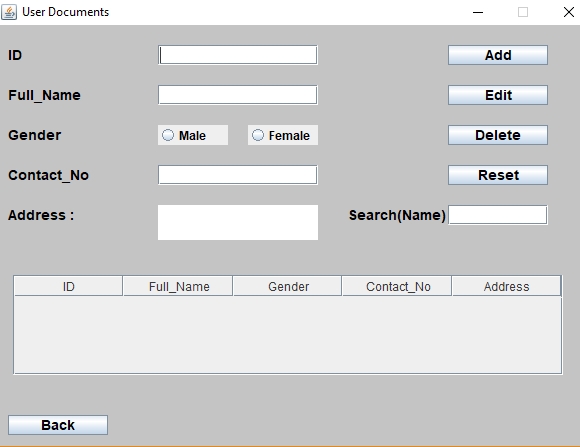 User Documents
ID Add
Full_Name Edit
Gender Male Female Delete
Contact_No Reset
Address : Search(Name)
ID Full_Name Gender Contact_No Address
Back